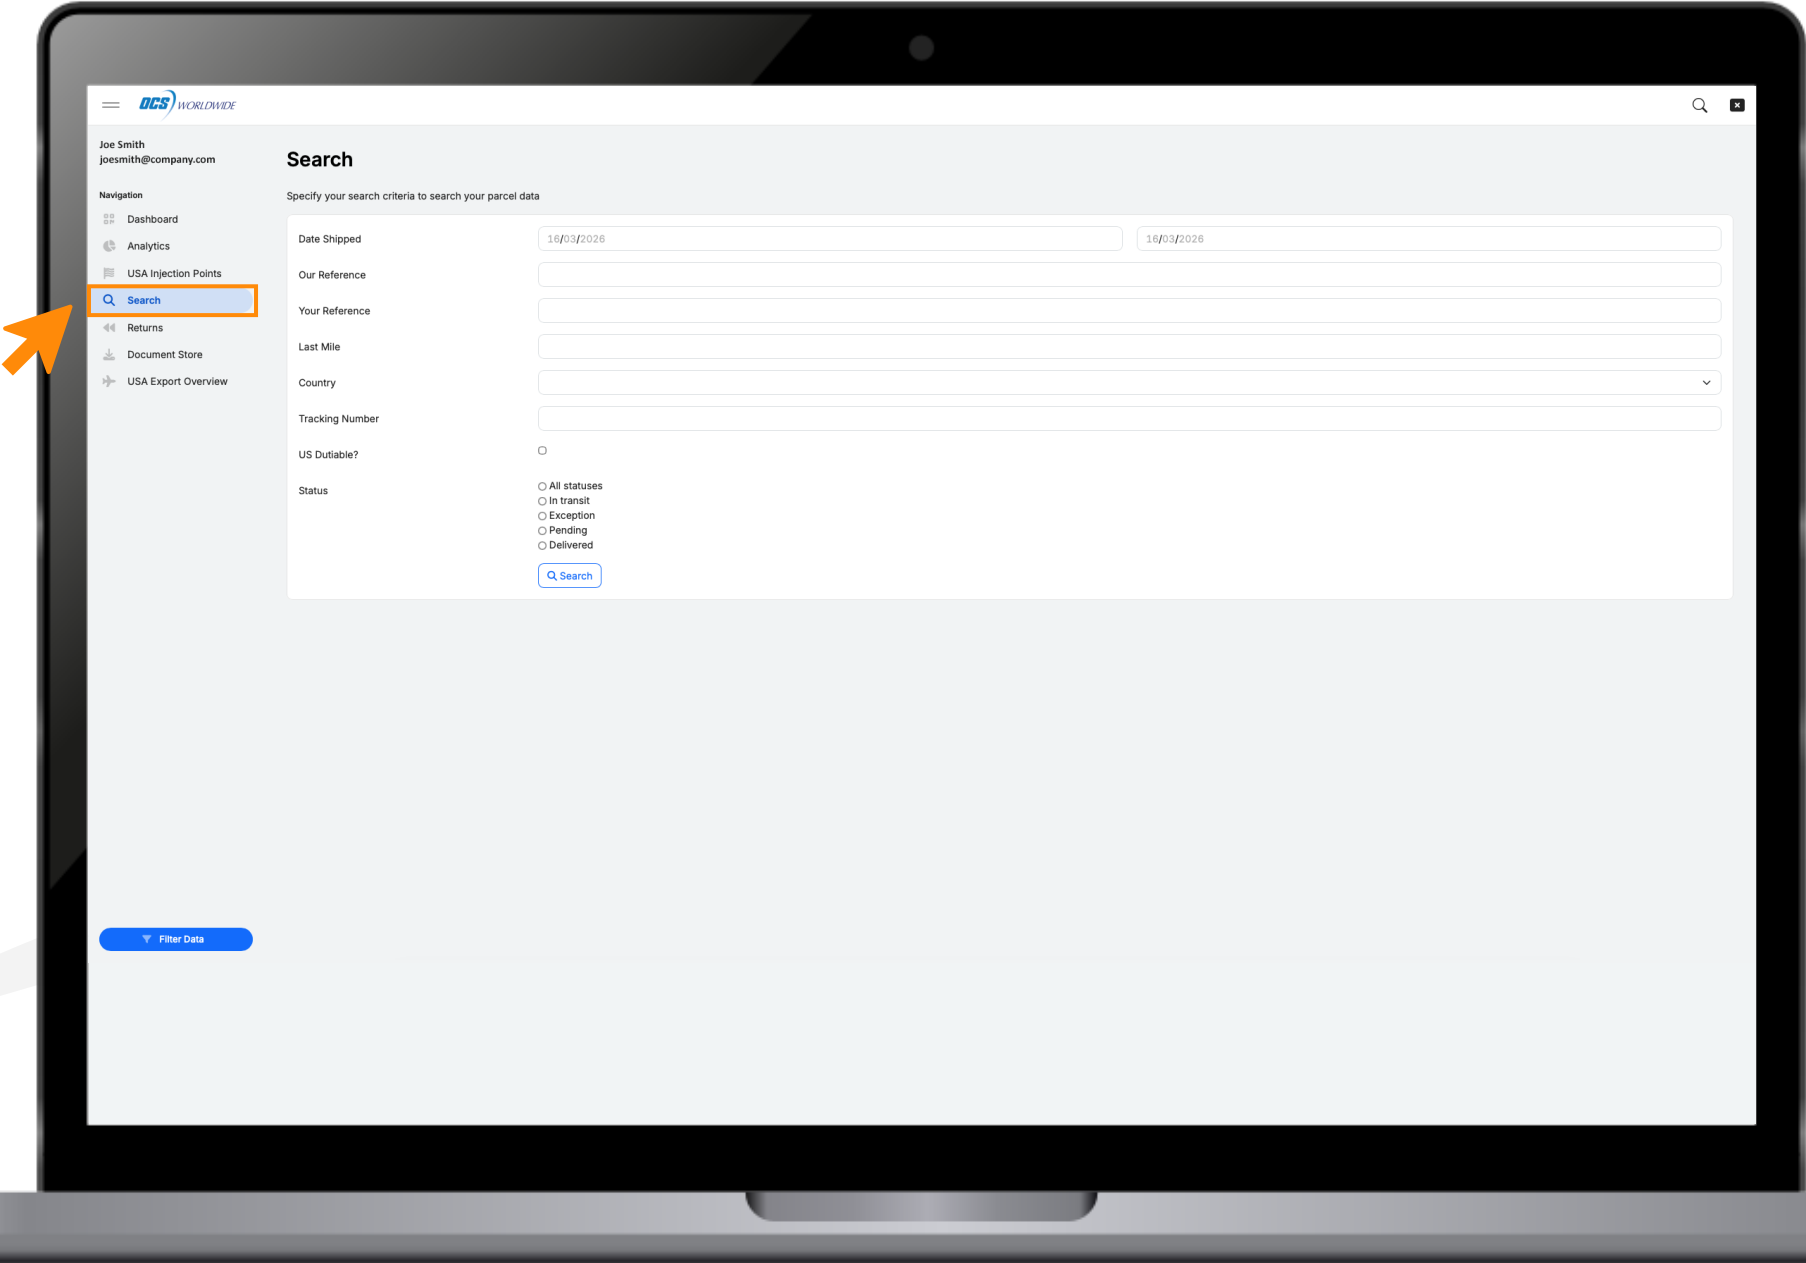 OCS WORLDWIDE
Joe Smith
joesmith@company.com
Navigation
Dashboard
Analytics
USA Injection Points
Search
Returns
Document Store
USA Export Overview
Filter Data
Search
Specify your search criteria to search your parcel data
Date Shipped 16/03/2026 16/03/2026
Our Reference
Your Reference
Last Mile
Country
Tracking Number
US Dutiable?
Status
All statuses
In transit
Exception
Pending
Delivered
Search